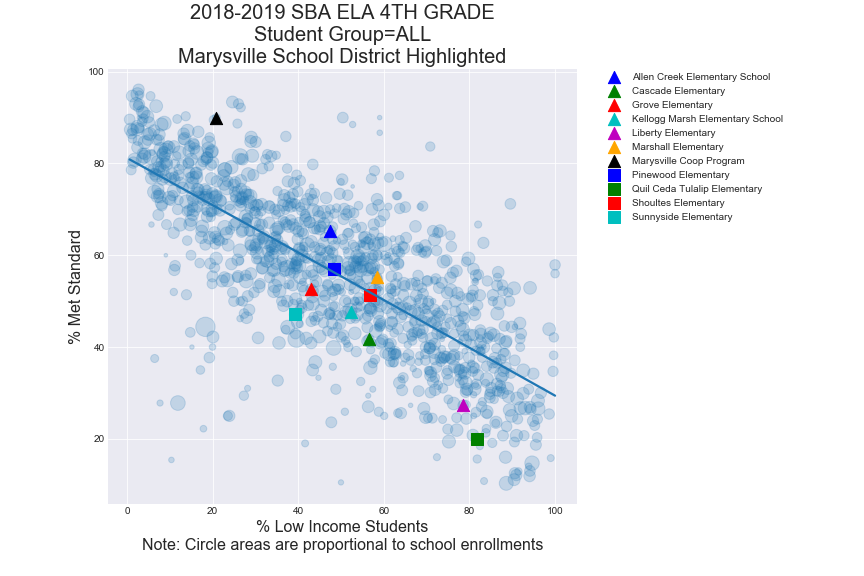 2018-2019 SBA ELA 4TH GRADE
Student Group=ALL
Marysville School District Highlighted
100
80
60
40
20
% Met Standard
0 20 40 60 80 100
% Low Income Students
Note: Circle areas are proportional to school enrollments
Allen Creek Elementary School
Cascade Elementary
Grove Elementary
Kellogg Marsh Elementary School
Liberty Elementary
Marshall Elementary
Marysville Coop Program
Pinewood Elementary
Quil Ceda Tulalip Elementary
Shoultes Elementary
Sunnyside Elementary